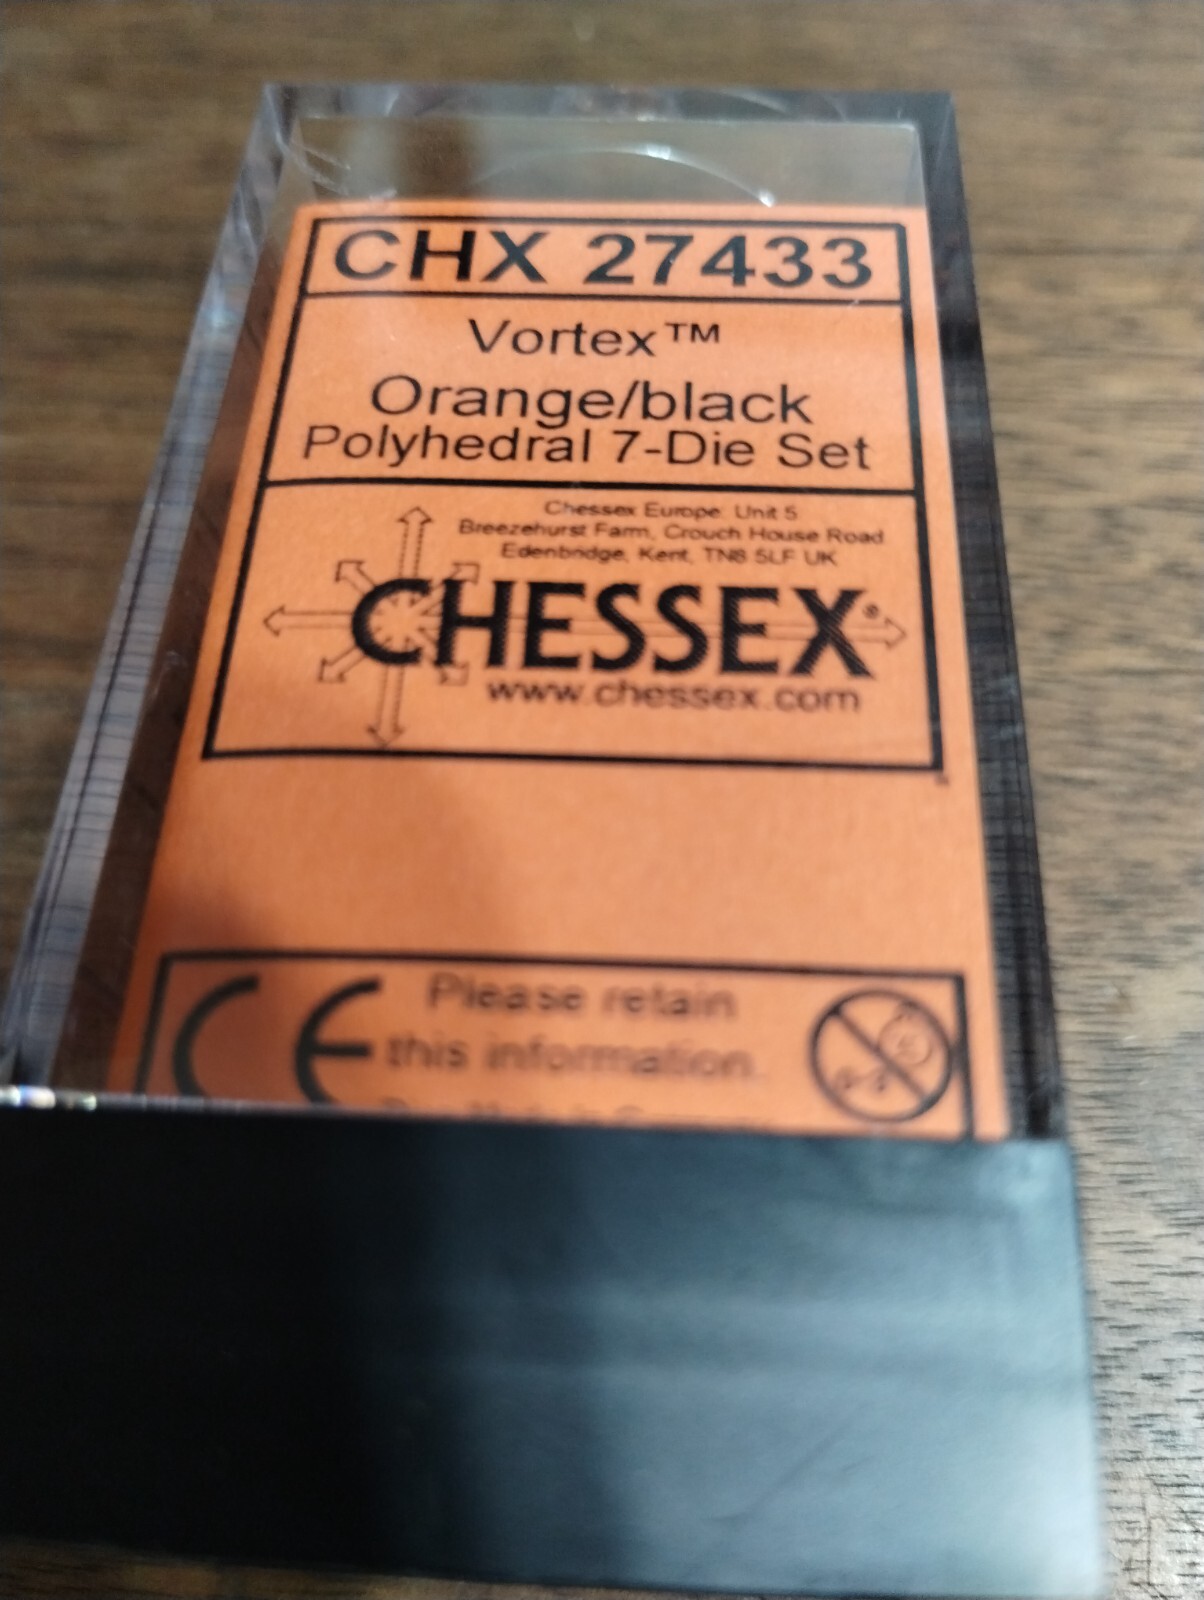 CHX 27433
Vortex™
Orange/black
Polyhedral 7-Die Set
Chessex Europe Unit 5
Breezehurst Farm, Crouch House Road
Edenbridge, Kent, TN8 5LF UK
CHESSEX®
www.chessex.com
CE
Please retain
this information.